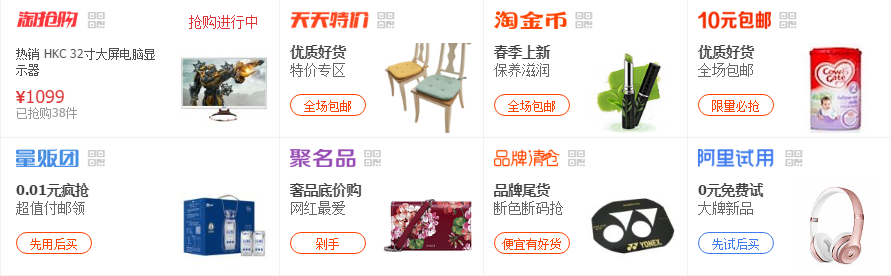 淘抢购
抢购进行中
热销 HKC 32寸大屏电脑显
示器
¥1099
已抢购38件
天天特价
优质好货
特价专区
全场包邮
淘金币
春季上新
保养滋润
全场包邮
10元包邮
优质好货
全场包邮
限量必抢
Cow&
Gate
2
量贩团
0.01元疯抢
超值付邮领
先用后买
聚名品
奢品底价购
网红最爱
剁手
品牌清仓
品牌尾货
断色断码抢
便宜有好货
YONEX
阿里试用
0元免费试
大牌新品
先试后买